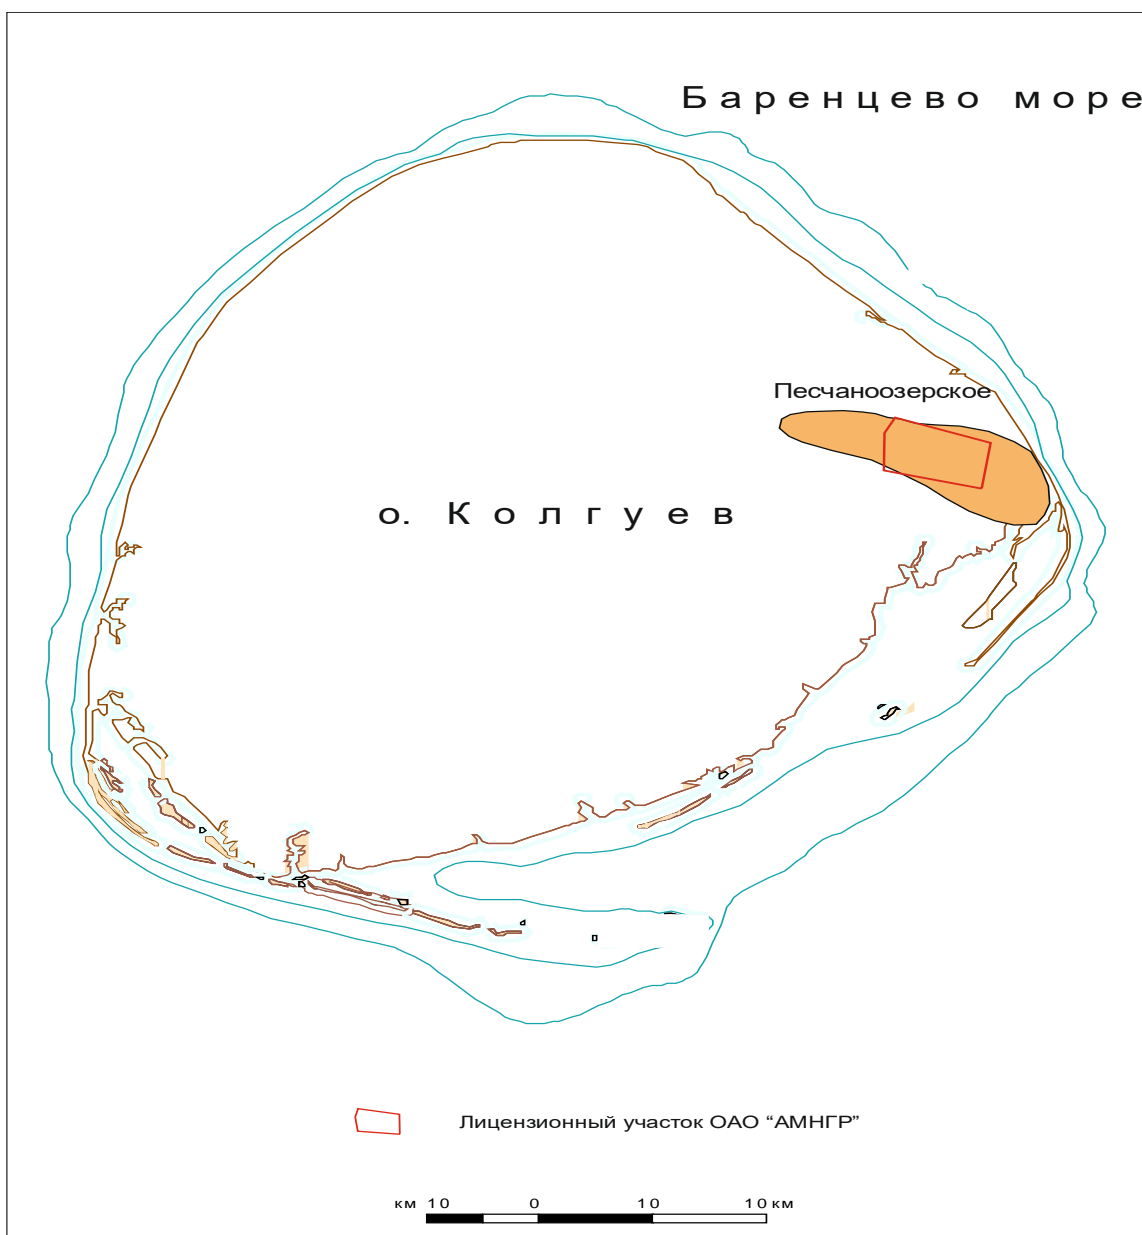 Баренцево море
Песчаноозерское
о. Колгуев
Лицензионный участок ОАО “АМНГР”
км 10 0 10 10 км